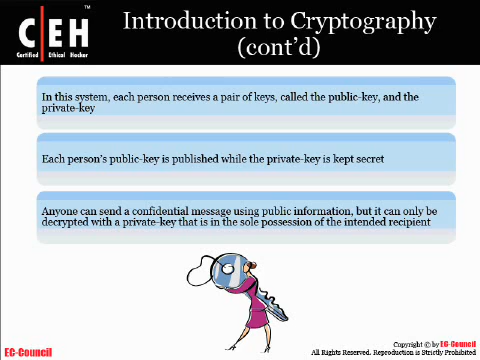 C|EH
™
Certified Ethical Hacker
Introduction to Cryptography
(cont'd)
In this system, each person receives a pair of keys, called the public-key, and the
private-key
Each person's public-key is published while the private-key is kept secret
Anyone can send a confidential message using public information, but it can only be
decrypted with a private-key that is in the sole possession of the intended recipient
EC-Council
Copyright © by EC-Council
All Rights Reserved. Reproduction is Strictly Prohibited